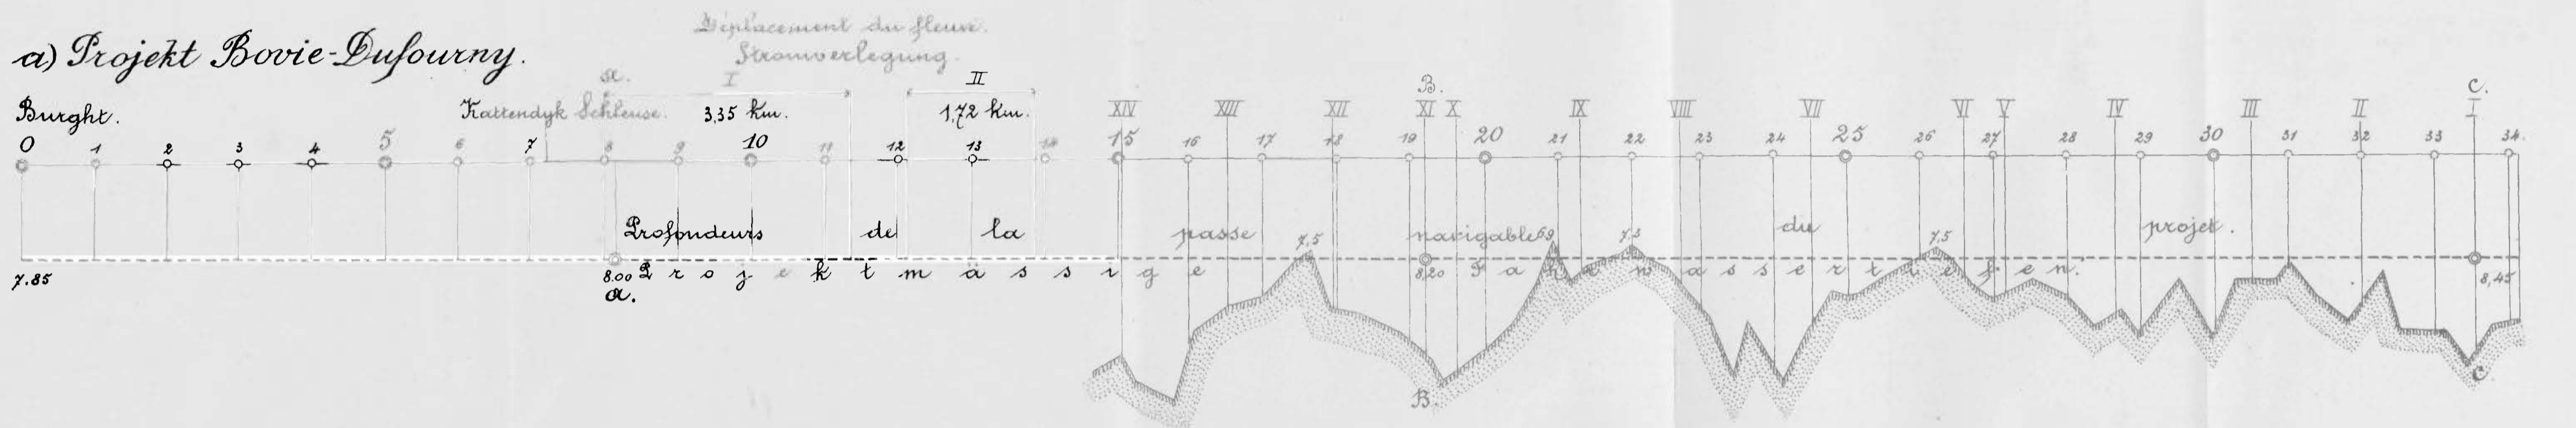 Déplacement du fleuve.
Stromverlegung.
a) Projekt Bovie-Dufourny.
a. I II B. C.
Burght. Kattendyk Schleuse. 3,35 km. 1,72 km. XIV XIII XII XI X IX VIII VII VI V IV III II I
0 1 2 3 4 5 6 7 8 9 10 11 12 13 14 15 16 17 18 19 20 21 22 23 24 25 26 27 28 29 30 31 32 33 34.
Profondeurs de la passe navigable du projet.
7,5 6,9 7,3 7,5
7.85 8.00 Projektmässige 8,20 Fahrwassertiefen. 8,45
a. B. C